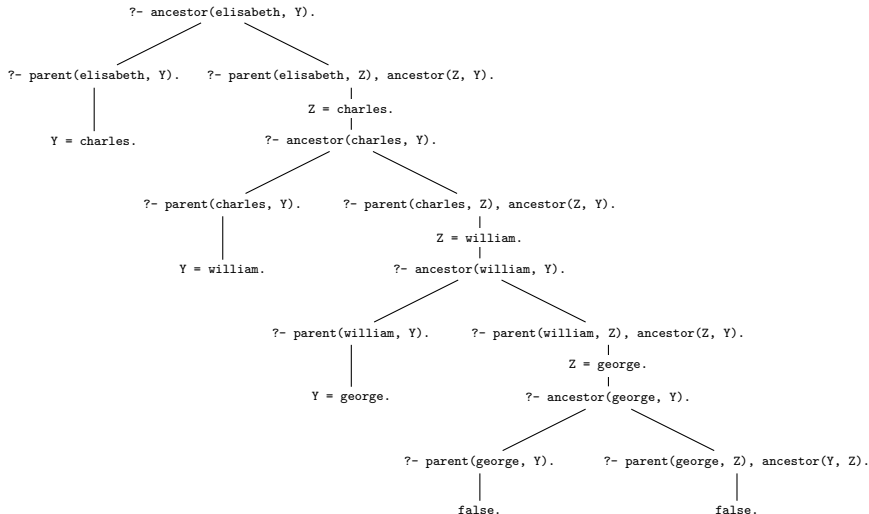 ?- ancestor(elisabeth, Y).
?- parent(elisabeth, Y).
?- parent(elisabeth, Z), ancestor(Z, Y).
Z = charles.
Y = charles.
?- ancestor(charles, Y).
?- parent(charles, Y).
?- parent(charles, Z), ancestor(Z, Y).
Z = william.
Y = william.
?- ancestor(william, Y).
?- parent(william, Y).
?- parent(william, Z), ancestor(Z, Y).
Z = george.
Y = george.
?- ancestor(george, Y).
?- parent(george, Y).
?- parent(george, Z), ancestor(Y, Z).
false.
false.